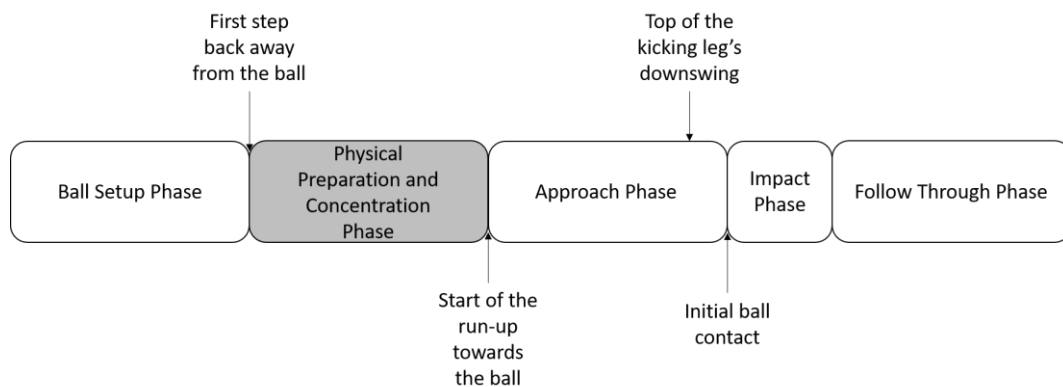 First step
back away
from the ball
Top of the
kicking leg's
downswing
Ball Setup Phase
Physical
Preparation and
Concentration
Phase
Approach Phase
Impact
Phase
Follow Through Phase
Start of the
run-up
towards
the ball
Initial ball
contact